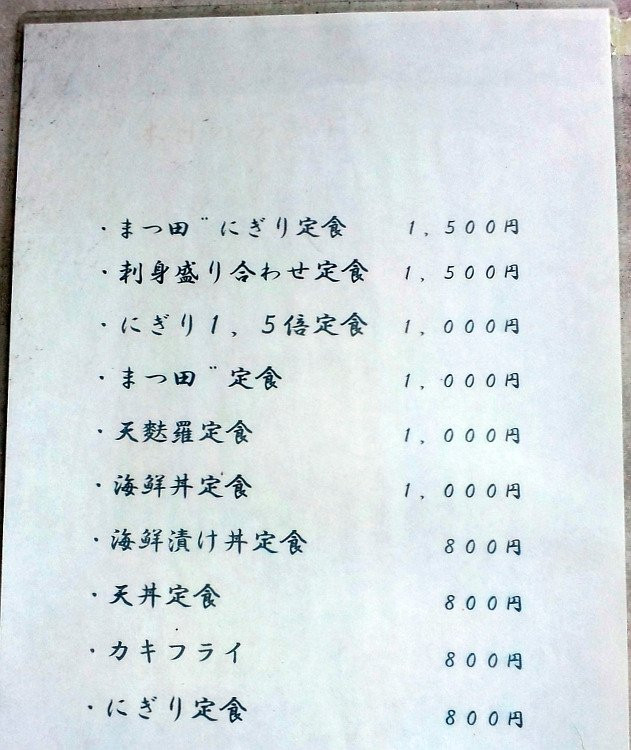 ・まつ田゛にぎり定食 1,500円
・刺身盛り合わせ定食 1,500円
・にぎり1,5倍定食 1,000円
・まつ田゛定食 1,000円
・天麩羅定食 1,000円
・海鮮丼定食 1,000円
・海鮮漬け丼定食 800円
・天丼定食 800円
・カキフライ 800円
・にぎり定食 800円